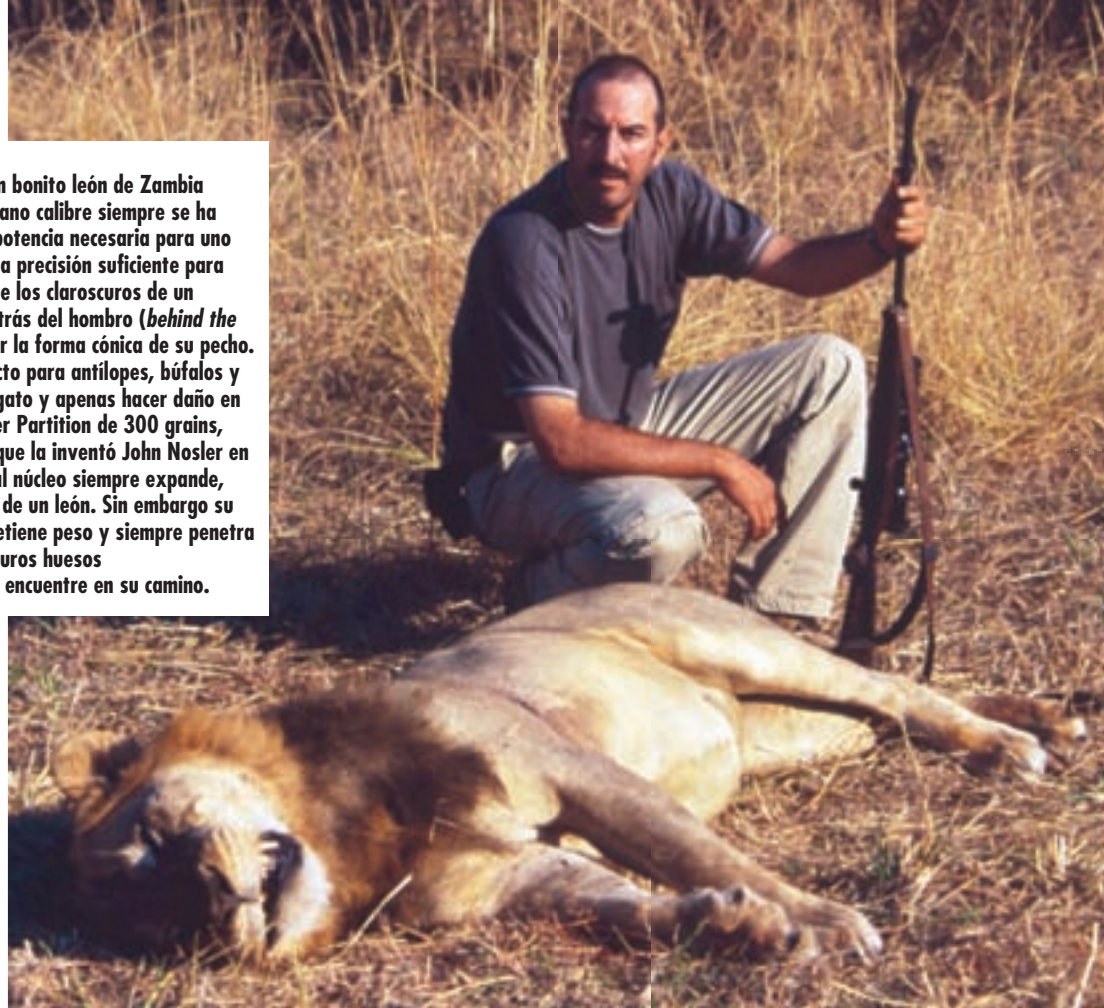 n bonito león de Zambia
ano calibre siempre se ha
potencia necesaria para uno
a precisión suficiente para
e los claroscuros de un
trás del hombro (behind the
r la forma cónica de su pecho.
cto para antílopes, búfalos y
gato y apenas hacer daño en
er Partition de 300 grains,
que la inventó John Nosler en
l núcleo siempre expande,
de un león. Sin embargo su
etiene peso y siempre penetra
uros huesos
encuentre en su camino.